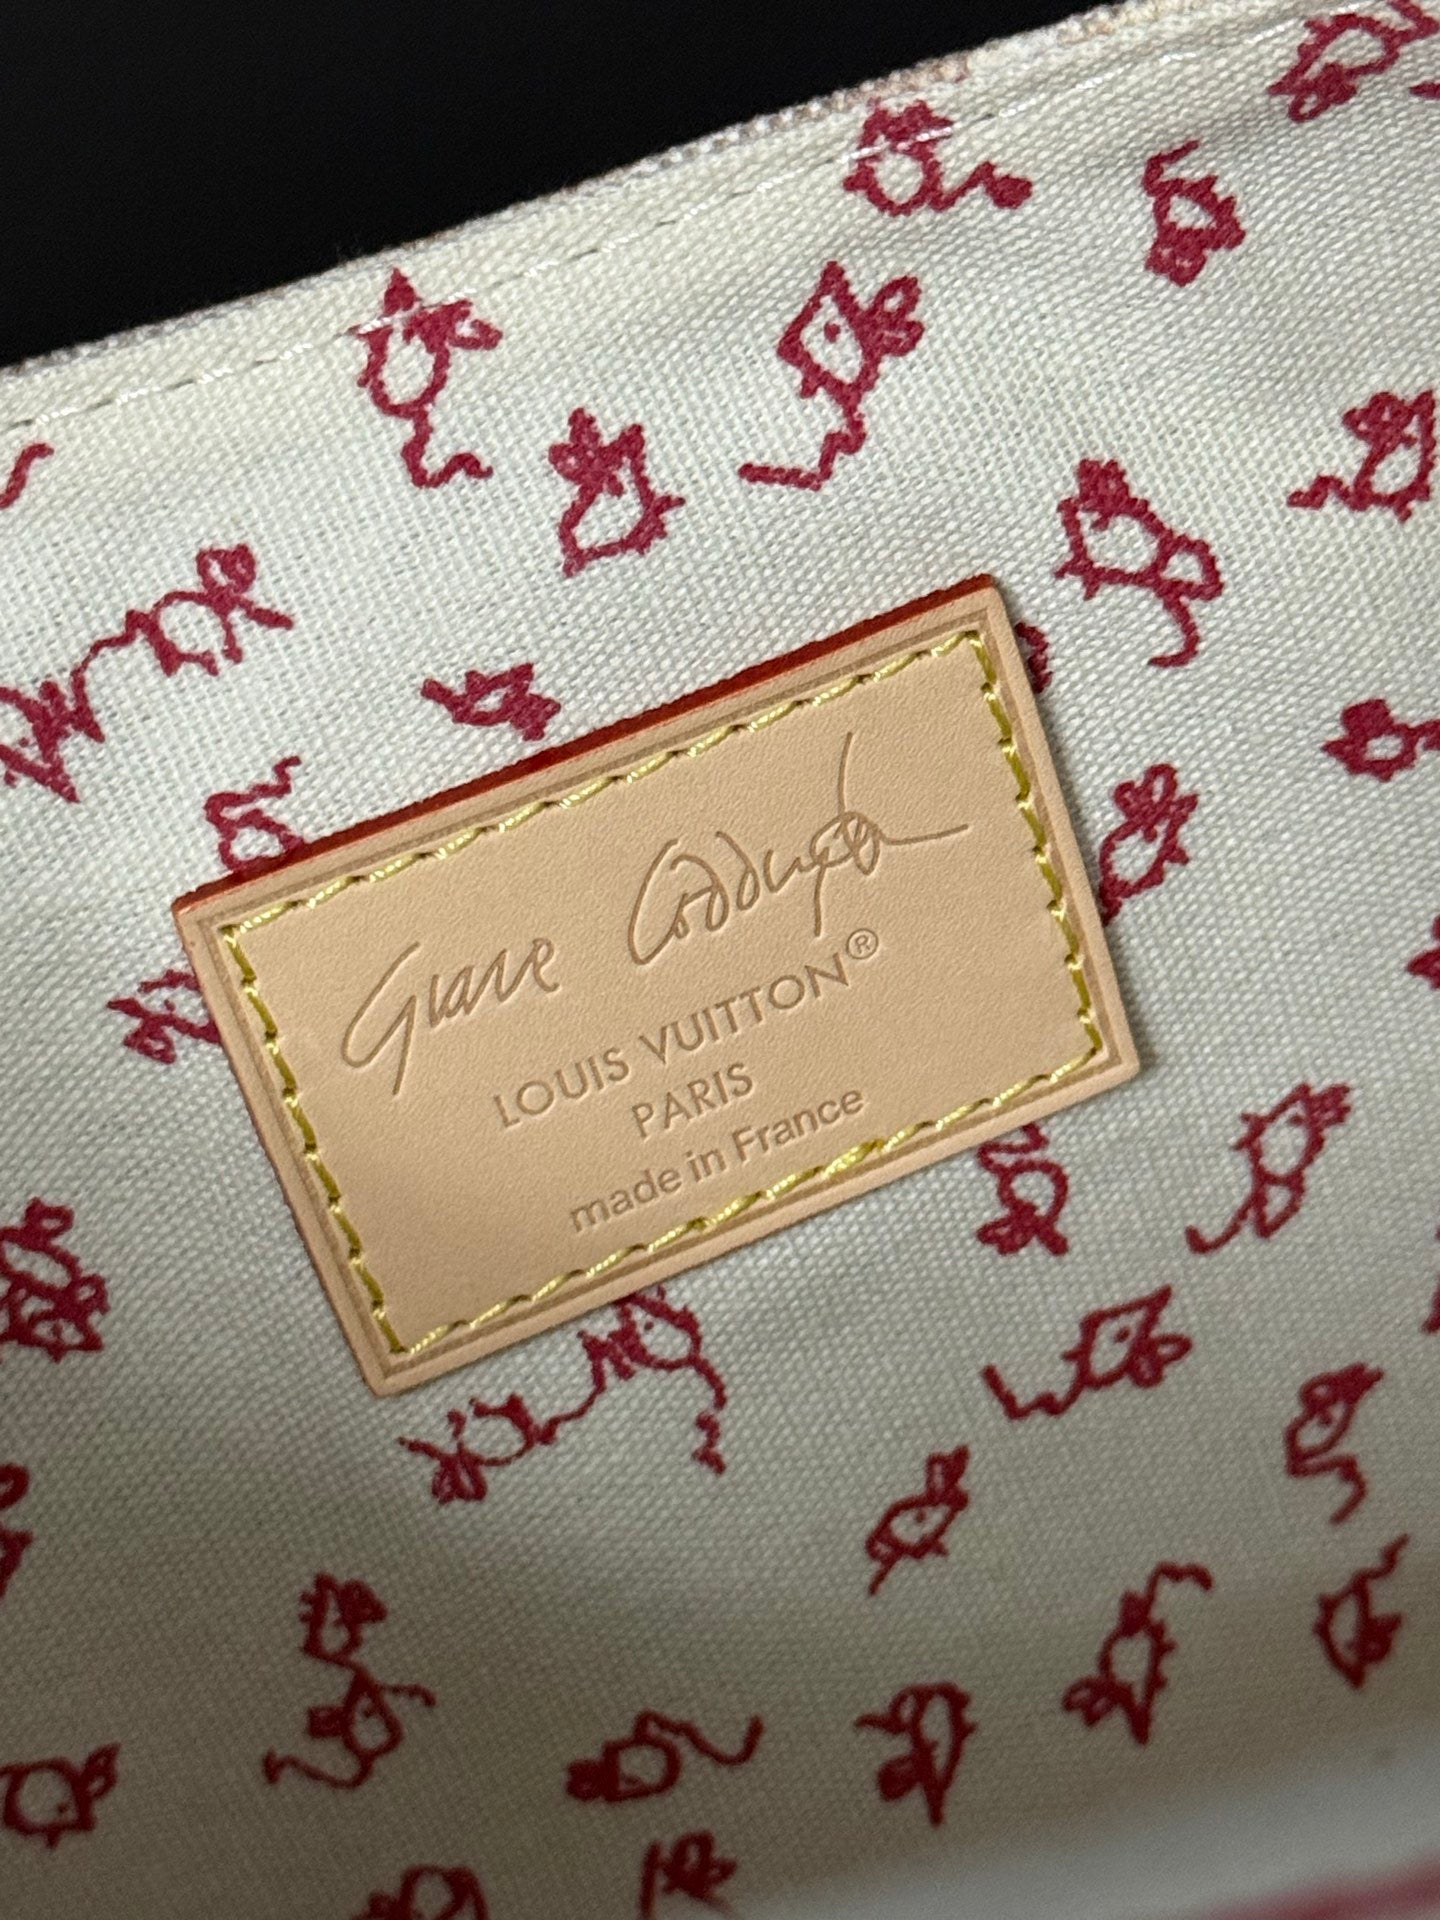 Grace Coddington
LOUIS VUITTON®
PARIS
made in France